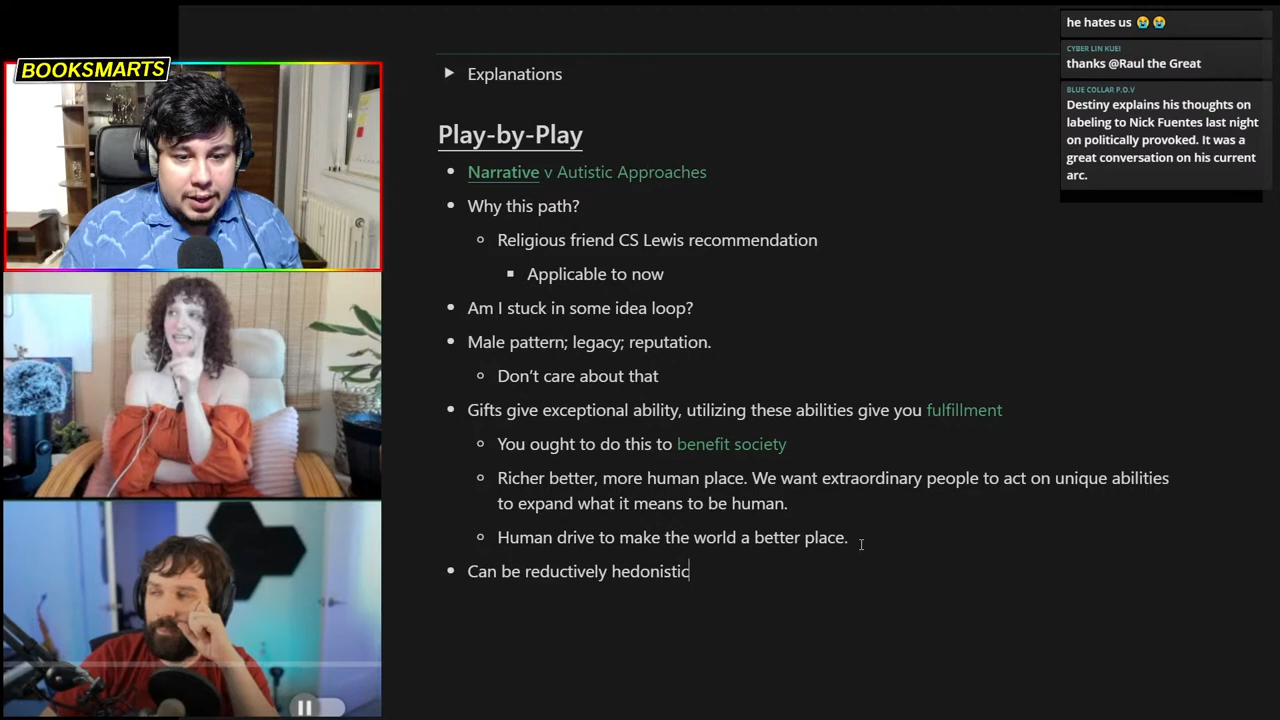 BOOKSMARTS
Explanations
Play-by-Play
Narrative v Autistic Approaches
Why this path?
Religious friend CS Lewis recommendation
Applicable to now
Am I stuck in some idea loop?
Male pattern; legacy; reputation.
Don't care about that
Gifts give exceptional ability, utilizing these abilities give you fulfillment
You ought to do this to benefit society
Richer better, more human place. We want extraordinary people to act on unique abilities
to expand what it means to be human.
Human drive to make the world a better place.
Can be reductively hedonistic
he hates us 😭 😭
CYBER LIN KUEI
thanks @Raul the Great
BLUE COLLAR P.O.V
Destiny explains his thoughts on
labeling to Nick Fuentes last night
on politically provoked. It was a
great conversation on his current
arc.